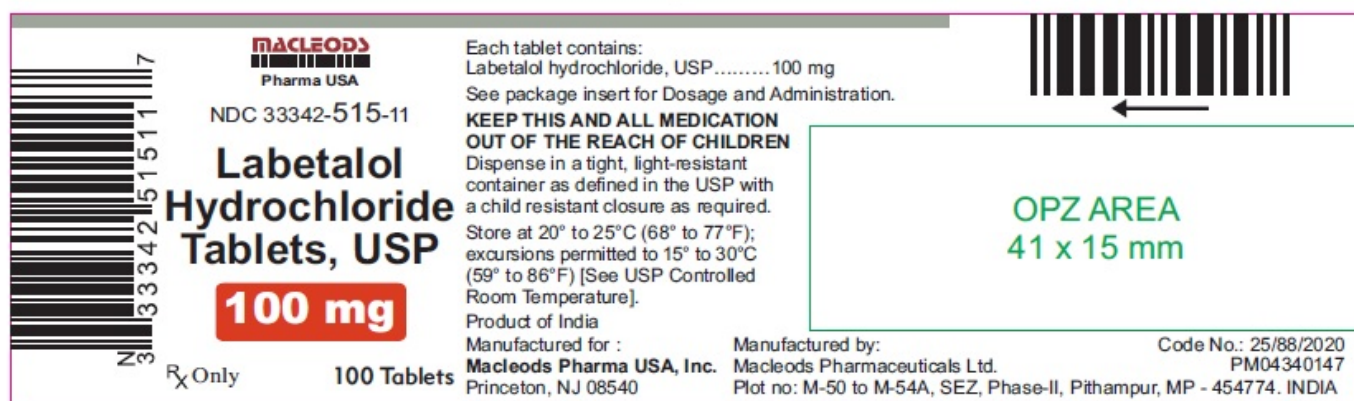 MACLEODS
Pharma USA
NDC 33342-515-11
Labetalol
Hydrochloride
Tablets, USP
100 mg
Rx Only
100 Tablets
N
3
33342 51511
7
Each tablet contains:
Labetalol hydrochloride, USP.........100 mg
See package insert for Dosage and Administration.
KEEP THIS AND ALL MEDICATION
OUT OF THE REACH OF CHILDREN
Dispense in a tight, light-resistant
container as defined in the USP with
a child resistant closure as required.
Store at 20° to 25°C (68° to 77°F);
excursions permitted to 15° to 30°C
(59° to 86°F) [See USP Controlled
Room Temperature].
Product of India
Manufactured for :
Macleods Pharma USA, Inc.
Princeton, NJ 08540
Manufactured by:
Macleods Pharmaceuticals Ltd.
Plot no: M-50 to M-54A, SEZ, Phase-II, Pithampur, MP - 454774. INDIA
Code No.: 25/88/2020
PM04340147
OPZ AREA
41 x 15 mm